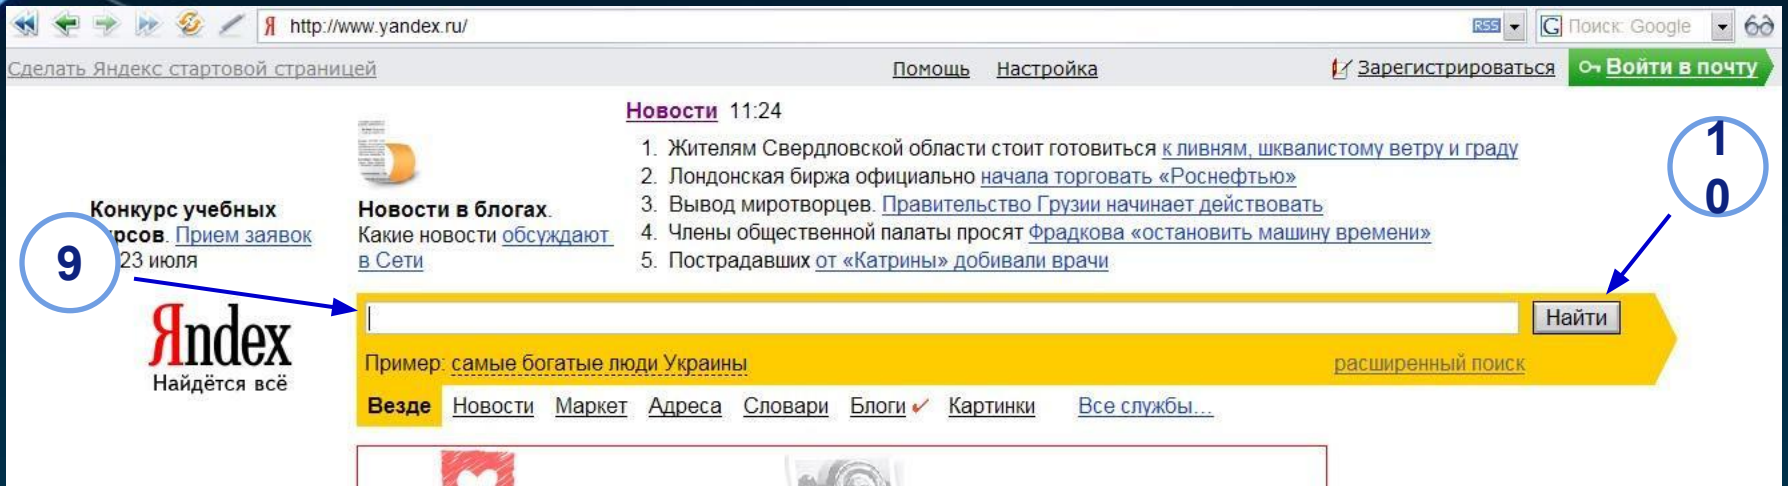 Я http://www.yandex.ru/ RSS G Поиск: Google
Сделать Яндекс стартовой страницей Помощь Настройка Зарегистрироваться Войти в почту
Новости 11:24
1. Жителям Свердловской области стоит готовиться к ливням, шквалистому ветру и граду
2. Лондонская биржа официально начала торговать «Роснефтью»
3. Вывод миротворцев. Правительство Грузии начинает действовать
4. Члены общественной палаты просят Фрадкова «остановить машину времени»
5. Пострадавших от «Катрины» добивали врачи
Конкурс учебных
рсов. Прием заявок
23 июля
Новости в блогах.
Какие новости обсуждают
в Сети
9
1
0
Яndex
Найдётся всё
Найти
Пример: самые богатые люди Украины расширенный поиск
Везде Новости Маркет Адреса Словари Блоги Картинки Все службы...